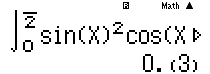 R Math ▲
∫₀^(π/2) sin(X)²cos(X ▷
0.(3)